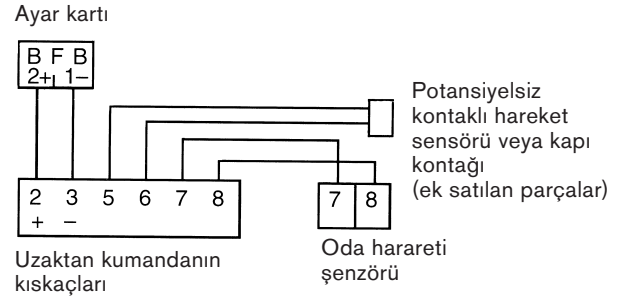 Ayar kartı
B F B
2+ 1–
Potansiyelsiz
kontaklı hareket
sensörü veya kapı
kontağı
(ek satılan parçalar)
2 3 5 6 7 8
+ –
7 8
Uzaktan kumandanın
kıskaçları
Oda harareti
şenzörü